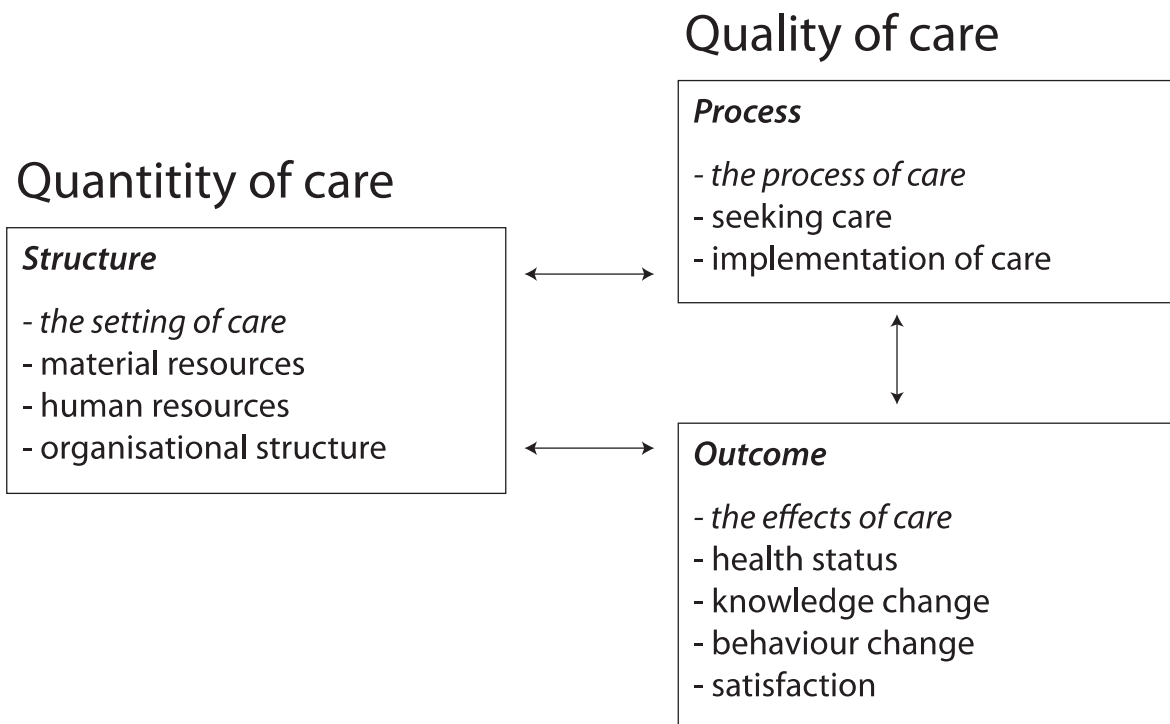 Quality of care
Process
- the process of care
- seeking care
- implementation of care
Quantitity of care
Structure
- the setting of care
- material resources
- human resources
- organisational structure
Outcome
- the effects of care
- health status
- knowledge change
- behaviour change
- satisfaction